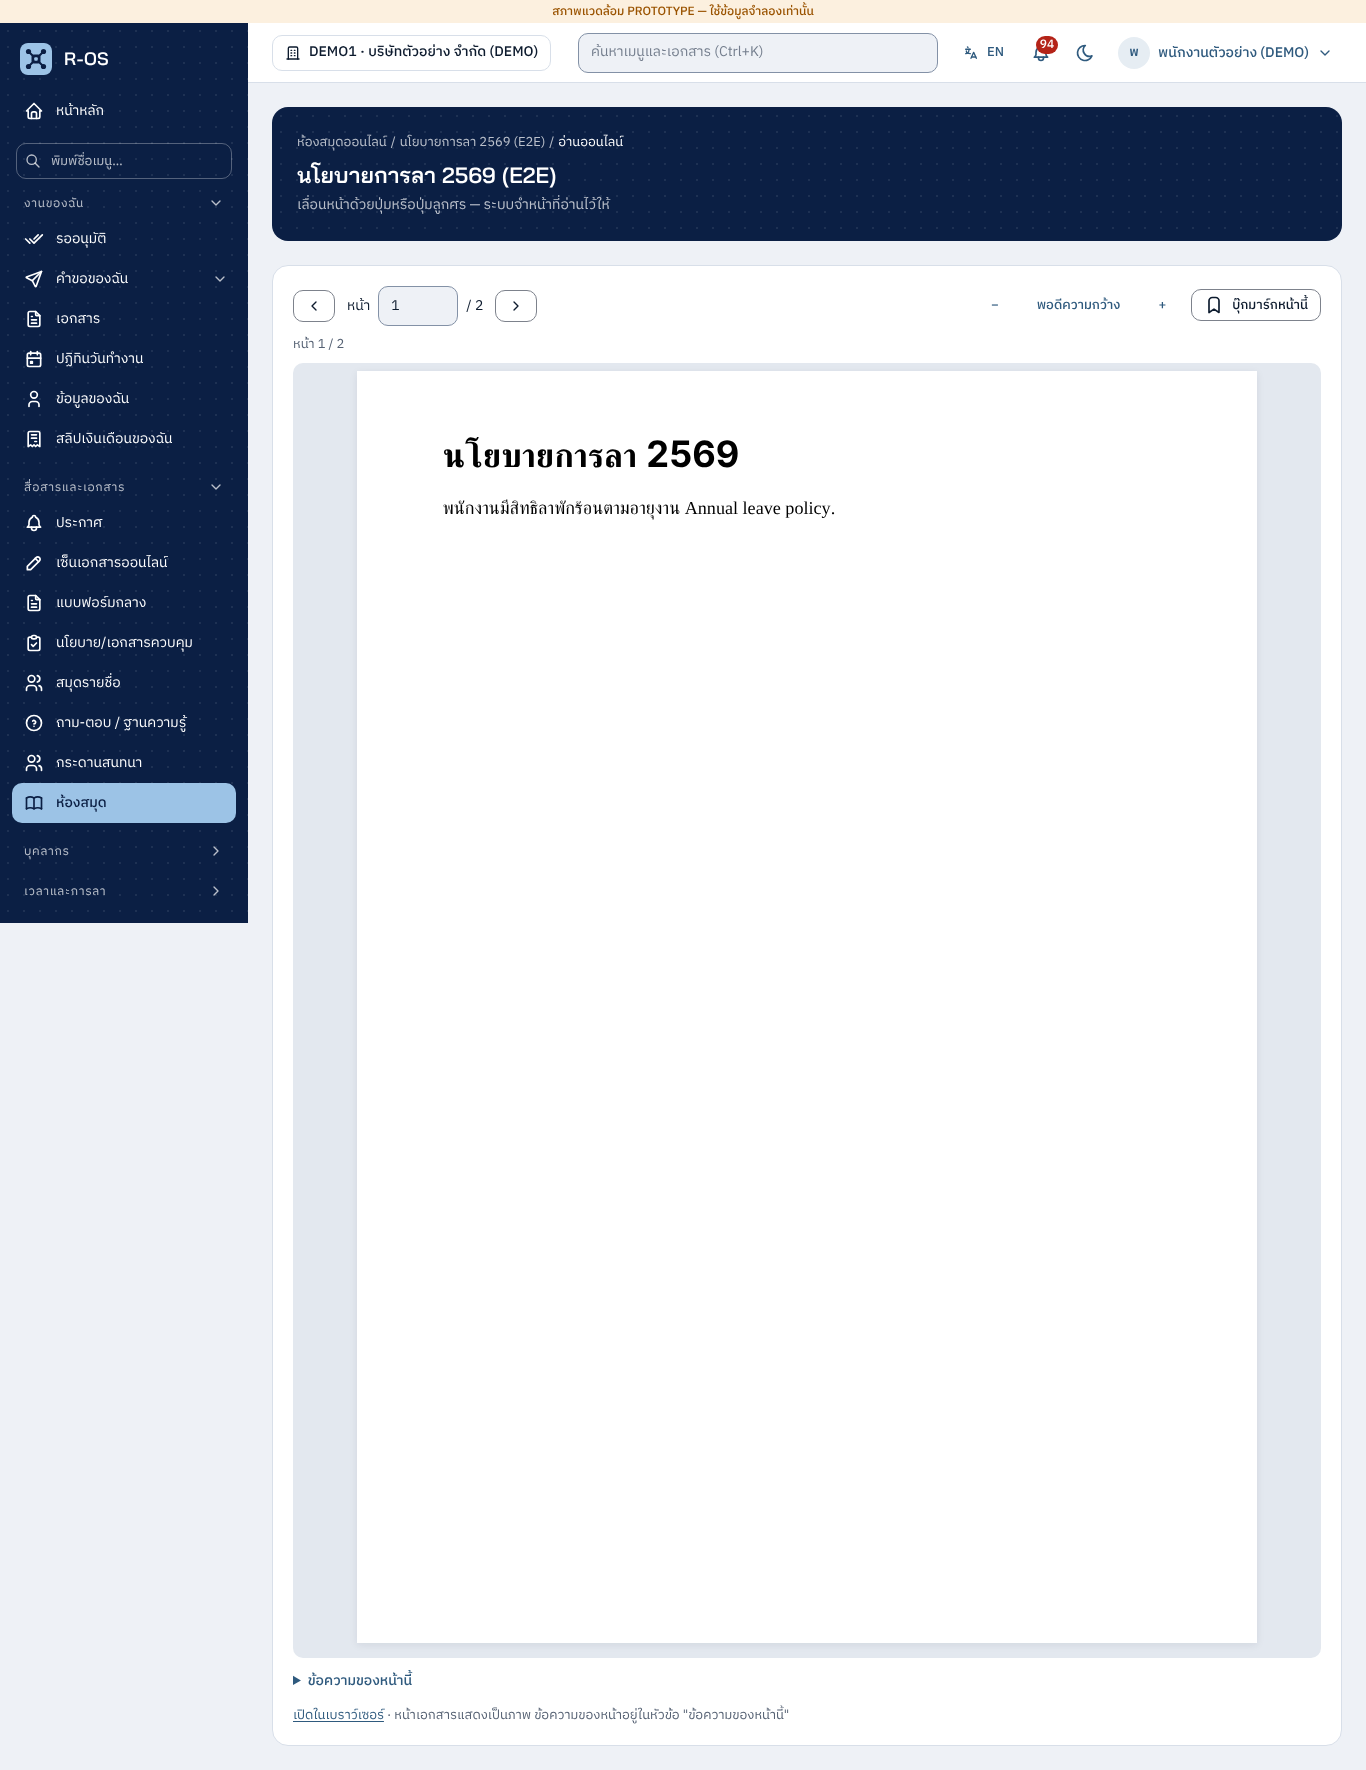 สภาพแวดล้อม PROTOTYPE — ใช้ข้อมูลจำลองเท่านั้น
R-OS
DEMO1 · บริษัทตัวอย่าง จำกัด (DEMO)
ค้นหาเมนูและเอกสาร (Ctrl+K)
EN
94
พ
พนักงานตัวอย่าง (DEMO)
หน้าหลัก
พิมพ์ชื่อเมนู...
งานของฉัน
รออนุมัติ
คำขอของฉัน
เอกสาร
ปฏิทินวันทำงาน
ข้อมูลของฉัน
สลิปเงินเดือนของฉัน
สื่อสารและเอกสาร
ประกาศ
เซ็นเอกสารออนไลน์
แบบฟอร์มกลาง
นโยบาย/เอกสารควบคุม
สมุดรายชื่อ
ถาม-ตอบ / ฐานความรู้
กระดานสนทนา
ห้องสมุด
บุคลากร
เวลาและการลา
ห้องสมุดออนไลน์ / นโยบายการลา 2569 (E2E) / อ่านออนไลน์
นโยบายการลา 2569 (E2E)
เลื่อนหน้าด้วยปุ่มหรือปุ่มลูกศร — ระบบจำหน้าที่อ่านไว้ให้
หน้า 1 / 2
− พอดีความกว้าง +
บุ๊กมาร์กหน้านี้
หน้า 1 / 2
นโยบายการลา 2569
พนักงานมีสิทธิลาพักร้อนตามอายุงาน Annual leave policy.
ข้อความของหน้านี้
เปิดในเบราว์เซอร์ · หน้าเอกสารแสดงเป็นภาพ ข้อความของหน้าอยู่ในหัวข้อ "ข้อความของหน้านี้"